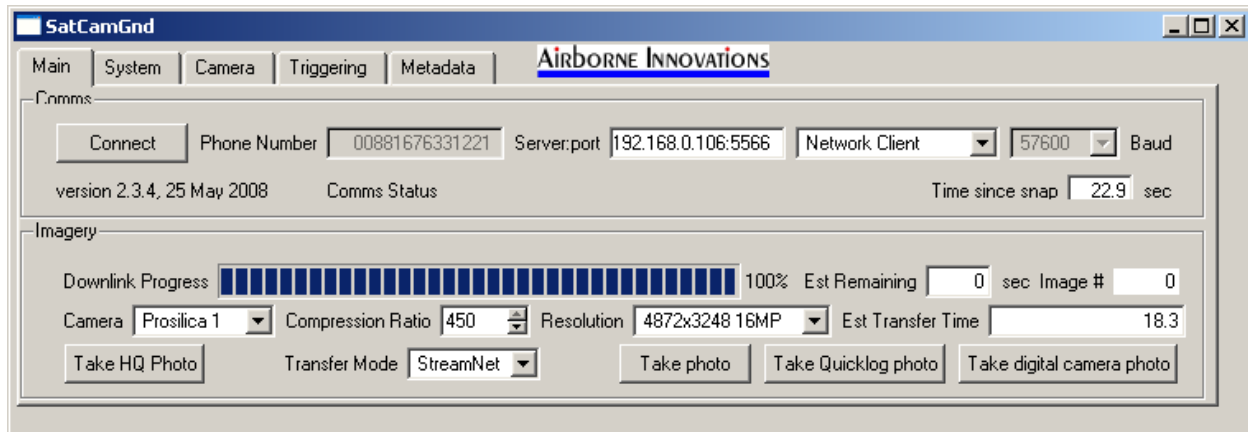 SatCamGnd
Main System Camera Triggering Metadata AIRBORNE INNOVATIONS
Comms
Connect Phone Number 00881676331221 Server:port 192.168.0.106:5566 Network Client 57600 Baud
version 2.3.4, 25 May 2008 Comms Status Time since snap 22.9 sec
Imagery
Downlink Progress 100% Est Remaining 0 sec Image # 0
Camera Prosilica 1 Compression Ratio 450 Resolution 4872x3248 16MP Est Transfer Time 18.3
Take HQ Photo Transfer Mode StreamNet Take photo Take Quicklog photo Take digital camera photo